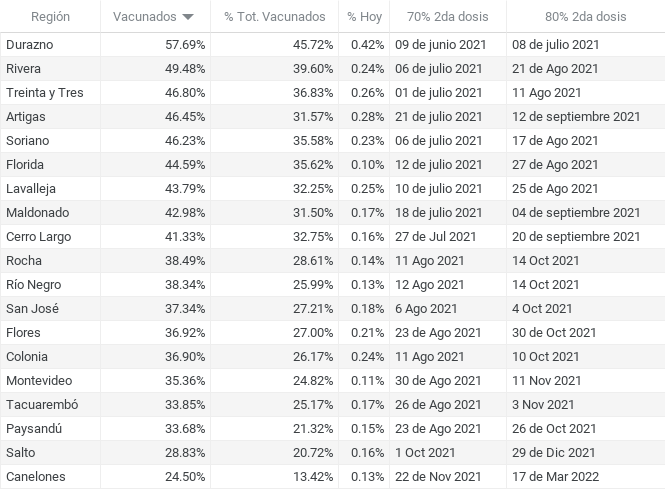 Región Vacunados % Tot. Vacunados % Hoy 70% 2da dosis 80% 2da dosis
Durazno 57.69% 45.72% 0.42% 09 de junio 2021 08 de julio 2021
Rivera 49.48% 39.60% 0.24% 06 de julio 2021 21 de Ago 2021
Treinta y Tres 46.80% 36.83% 0.26% 01 de julio 2021 11 Ago 2021
Artigas 46.45% 31.57% 0.28% 21 de julio 2021 12 de septiembre 2021
Soriano 46.23% 35.58% 0.23% 06 de julio 2021 17 de Ago 2021
Florida 44.59% 35.62% 0.10% 12 de julio 2021 27 de Ago 2021
Lavalleja 43.79% 32.25% 0.25% 10 de julio 2021 25 de Ago 2021
Maldonado 42.98% 31.50% 0.17% 18 de julio 2021 04 de septiembre 2021
Cerro Largo 41.33% 32.75% 0.16% 27 de Jul 2021 20 de septiembre 2021
Rocha 38.49% 28.61% 0.14% 11 Ago 2021 14 Oct 2021
Río Negro 38.34% 25.99% 0.13% 12 Ago 2021 14 Oct 2021
San José 37.34% 27.21% 0.18% 6 Ago 2021 4 Oct 2021
Flores 36.92% 27.00% 0.21% 23 de Ago 2021 30 de Oct 2021
Colonia 36.90% 26.17% 0.24% 11 Ago 2021 10 Oct 2021
Montevideo 35.36% 24.82% 0.11% 30 de Ago 2021 11 Nov 2021
Tacuarembó 33.85% 25.17% 0.17% 26 de Ago 2021 3 Nov 2021
Paysandú 33.68% 21.32% 0.15% 23 de Ago 2021 26 de Oct 2021
Salto 28.83% 20.72% 0.16% 1 Oct 2021 29 de Dic 2021
Canelones 24.50% 13.42% 0.13% 22 de Nov 2021 17 de Mar 2022